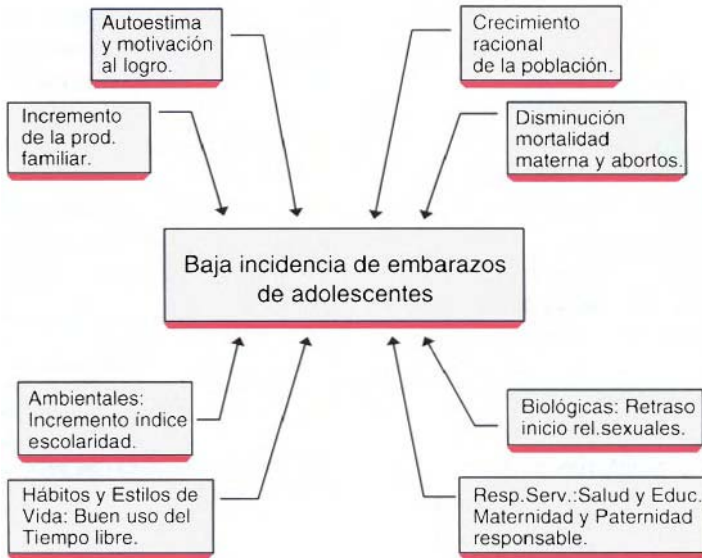 Autoestima
y motivación
al logro.
Crecimiento
racional
de la población.
Incremento
de la prod.
familiar.
Disminución
mortalidad
materna y abortos.
Baja incidencia de embarazos
de adolescentes
Ambientales:
Incremento índice
escolaridad.
Biológicas: Retraso
inicio rel.sexuales.
Hábitos y Estilos de
Vida: Buen uso del
Tiempo libre.
Resp.Serv.:Salud y Educ.
Maternidad y Paternidad
responsable.